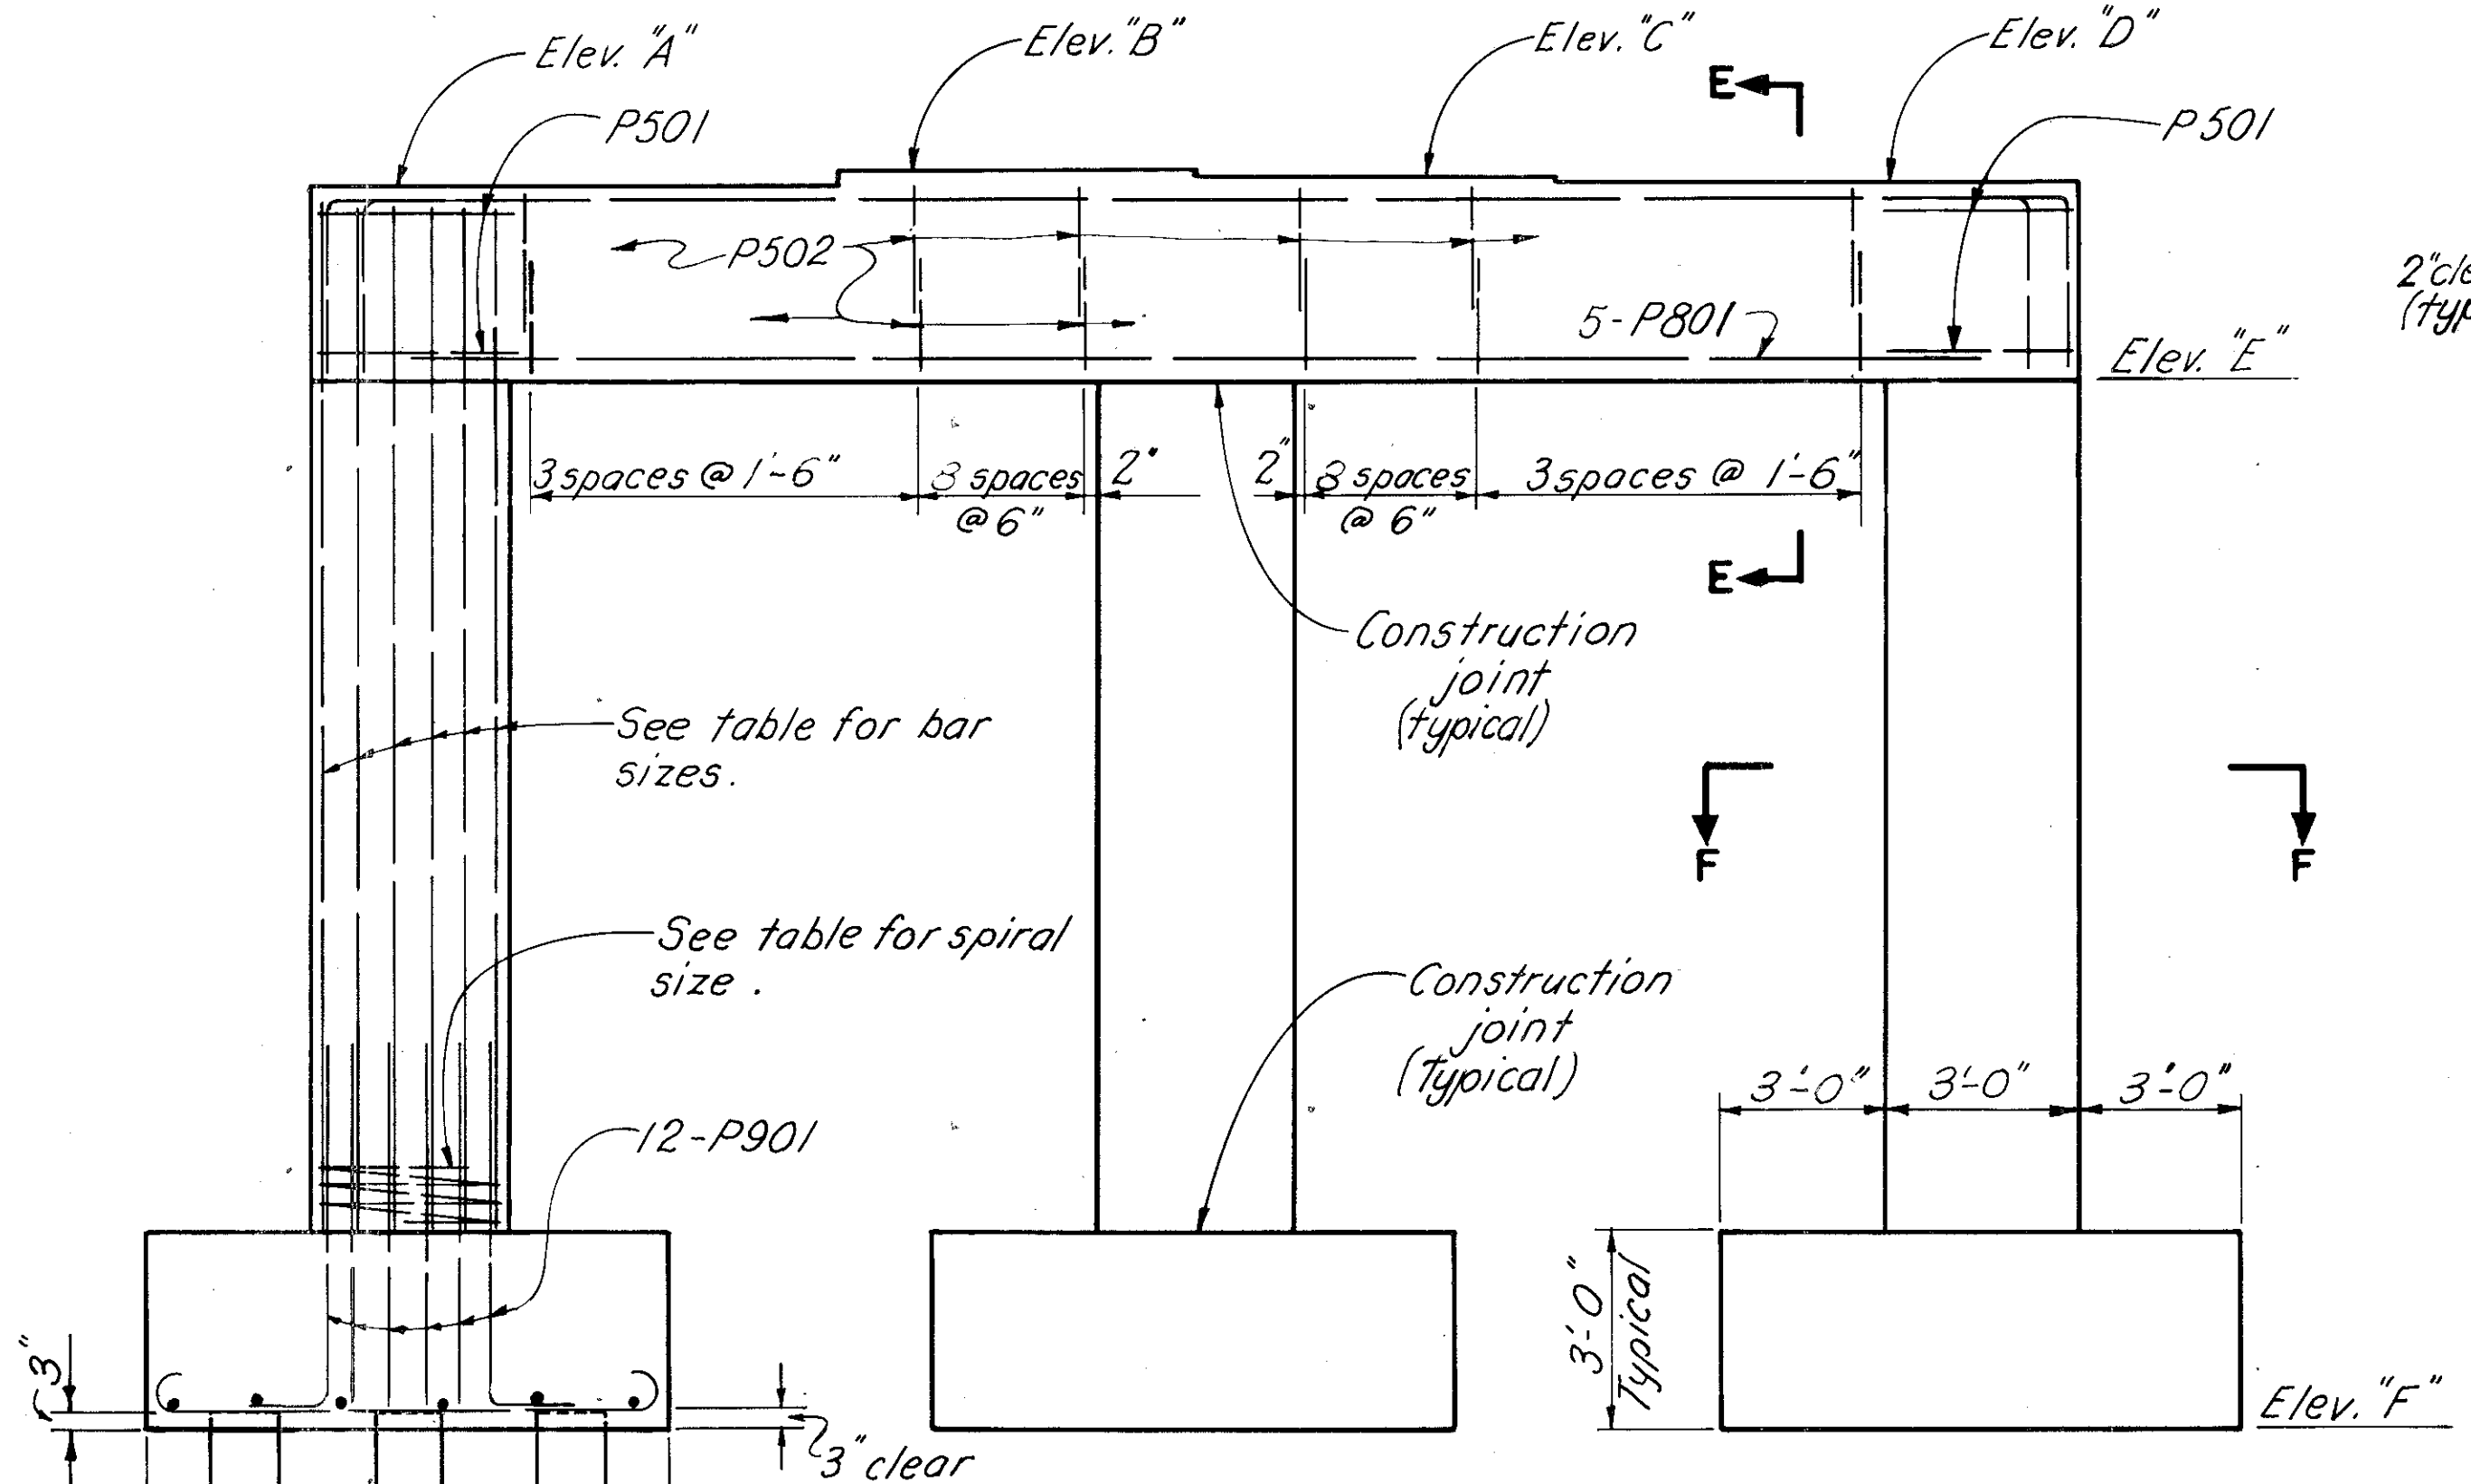 Elev. "A"
Elev. "B"
Elev. "C"
Elev. "D"
E
P501
P501
P502
5-P801
2" cle
(typ
Elev. "E"
3 spaces @ 1'-6"
8 spaces
@ 6"
2"
2"
8 spaces
@ 6"
3 spaces @ 1'-6"
E
Construction
joint
(typical)
See table for bar
sizes.
F
F
See table for spiral
size.
Construction
joint
(Typical)
3'-0"
3'-0"
3'-0"
12-P901
3'-0"
Typical
3"
3" clear
Elev. "F"